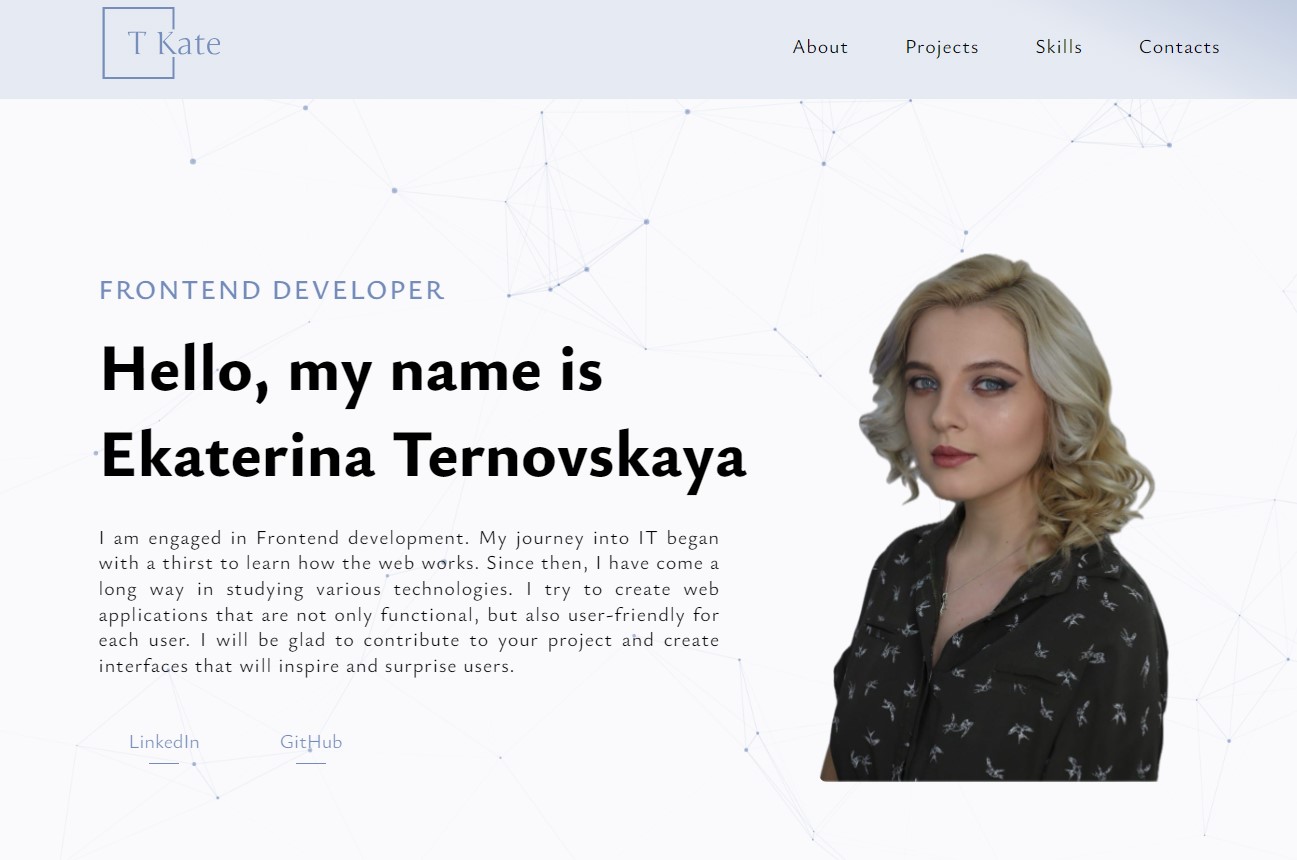 T Kate
About Projects Skills Contacts
FRONTEND DEVELOPER
Hello, my name is
Ekaterina Ternovskaya
I am engaged in Frontend development. My journey into IT began
with a thirst to learn how the web works. Since then, I have come a
long way in studying various technologies. I try to create web
applications that are not only functional, but also user-friendly for
each user. I will be glad to contribute to your project and create
interfaces that will inspire and surprise users.
LinkedIn GitHub